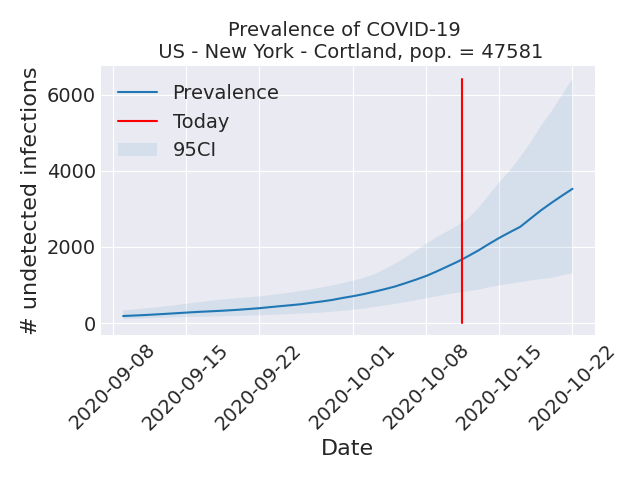 Prevalence of COVID-19
US - New York - Cortland, pop. = 47581
# undetected infections
6000
4000
2000
0
Prevalence
Today
95CI
2020-09-08
2020-09-15
2020-09-22
2020-10-01
2020-10-08
2020-10-15
2020-10-22
Date